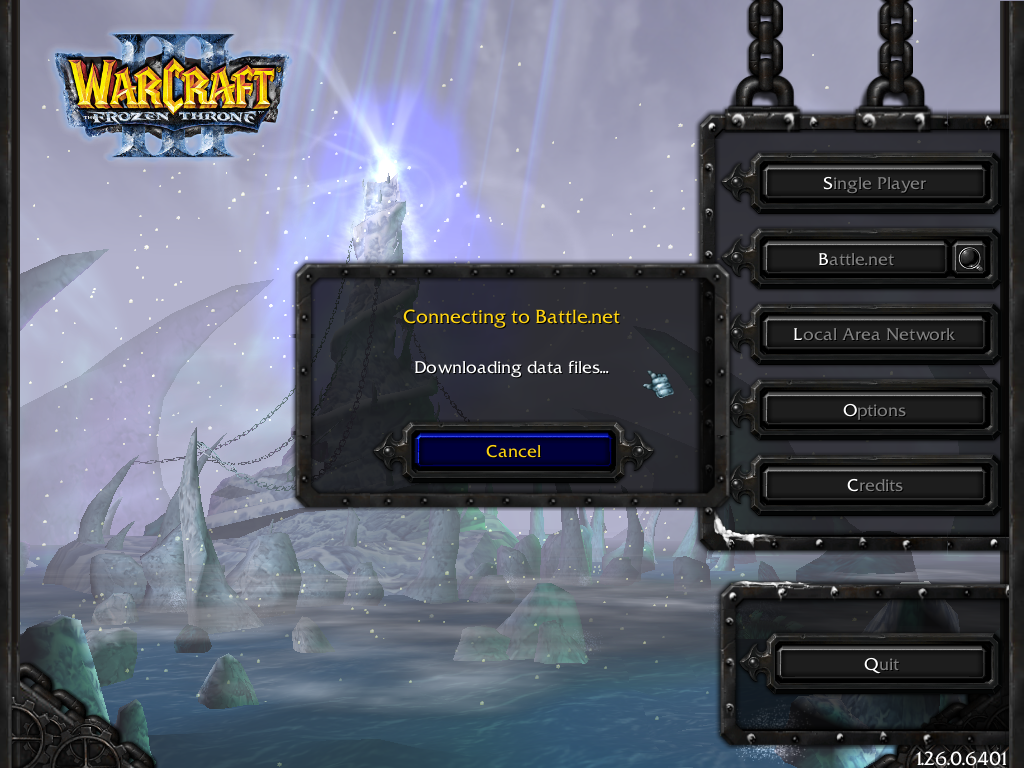 WARCRAFT
III
THE FROZEN THRONE
Single Player
Battle.net
Connecting to Battle.net
Local Area Network
Downloading data files...
Options
Cancel
Credits
Quit
1.26.0.6401